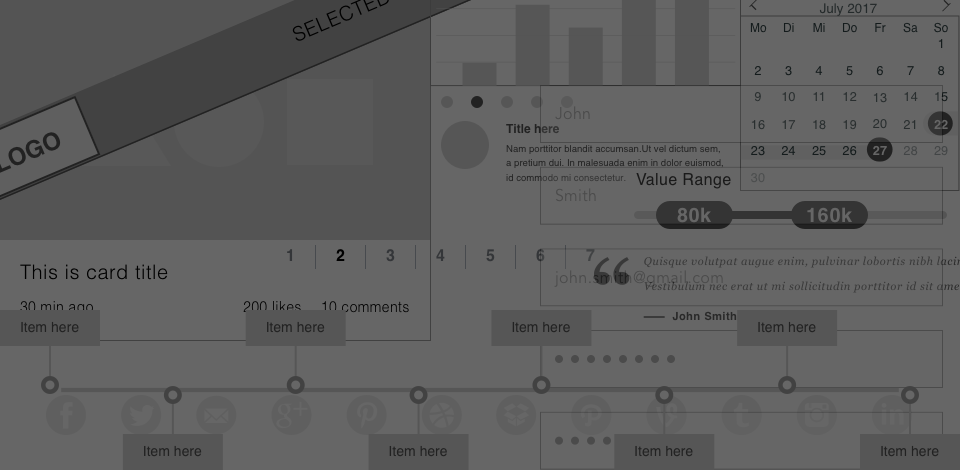 SELECTED
LOGO
July 2017
Mo Di Mi Do Fr Sa So
1
2 3 4 5 6 7 8
9 10 11 12 13 14 15
16 17 18 19 20 21 22
23 24 25 26 27 28 29
30
John
Title here
Nam porttitor blandit accumsan.Ut vel dictum sem,
a pretium dui. In malesuada enim in dolor euismod,
id commodo mi consectetur.
Value Range
Smith
80k 160k
1 2 3 4 5 6 7
This is card title
30 min ago 200 likes 10 comments
Quisque volutpat augue enim, pulvinar lobortis nibh lacin
john.smith@gmail.com
Vestibulum nec erat ut mi sollicitudin porttitor id sit ame
John Smith
Item here Item here Item here Item here
Item here Item here Item here Item here